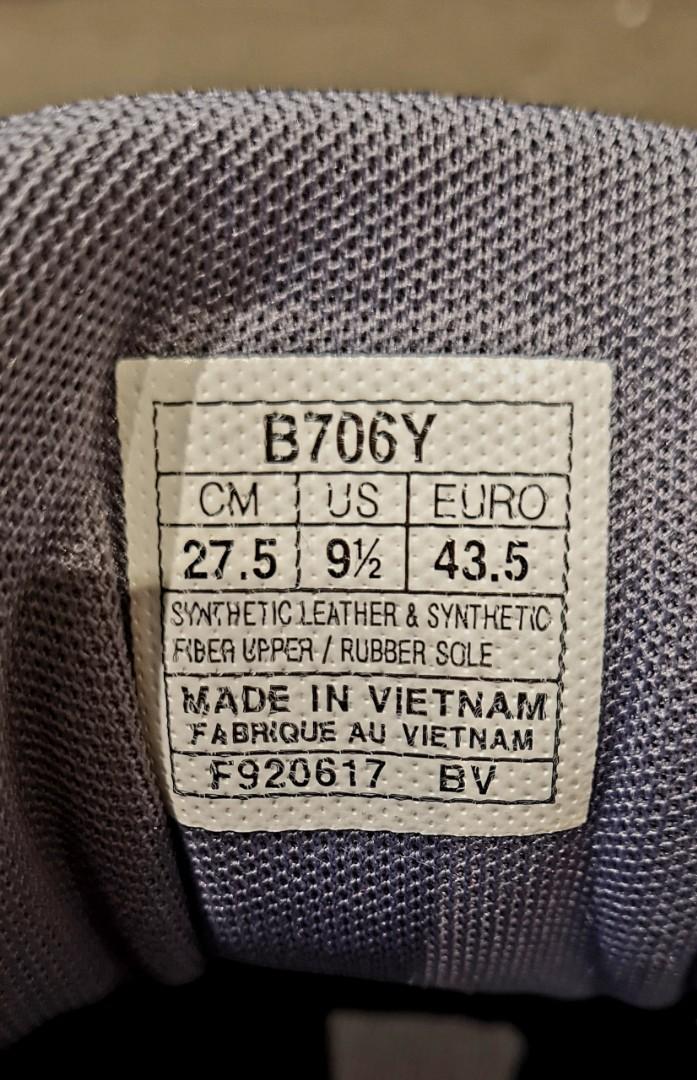 B706Y
CM US EURO
27.5 9½ 43.5
SYNTHETIC LEATHER & SYNTHETIC
FIBER UPPER / RUBBER SOLE
MADE IN VIETNAM
FABRIQUE AU VIETNAM
F920617 BV